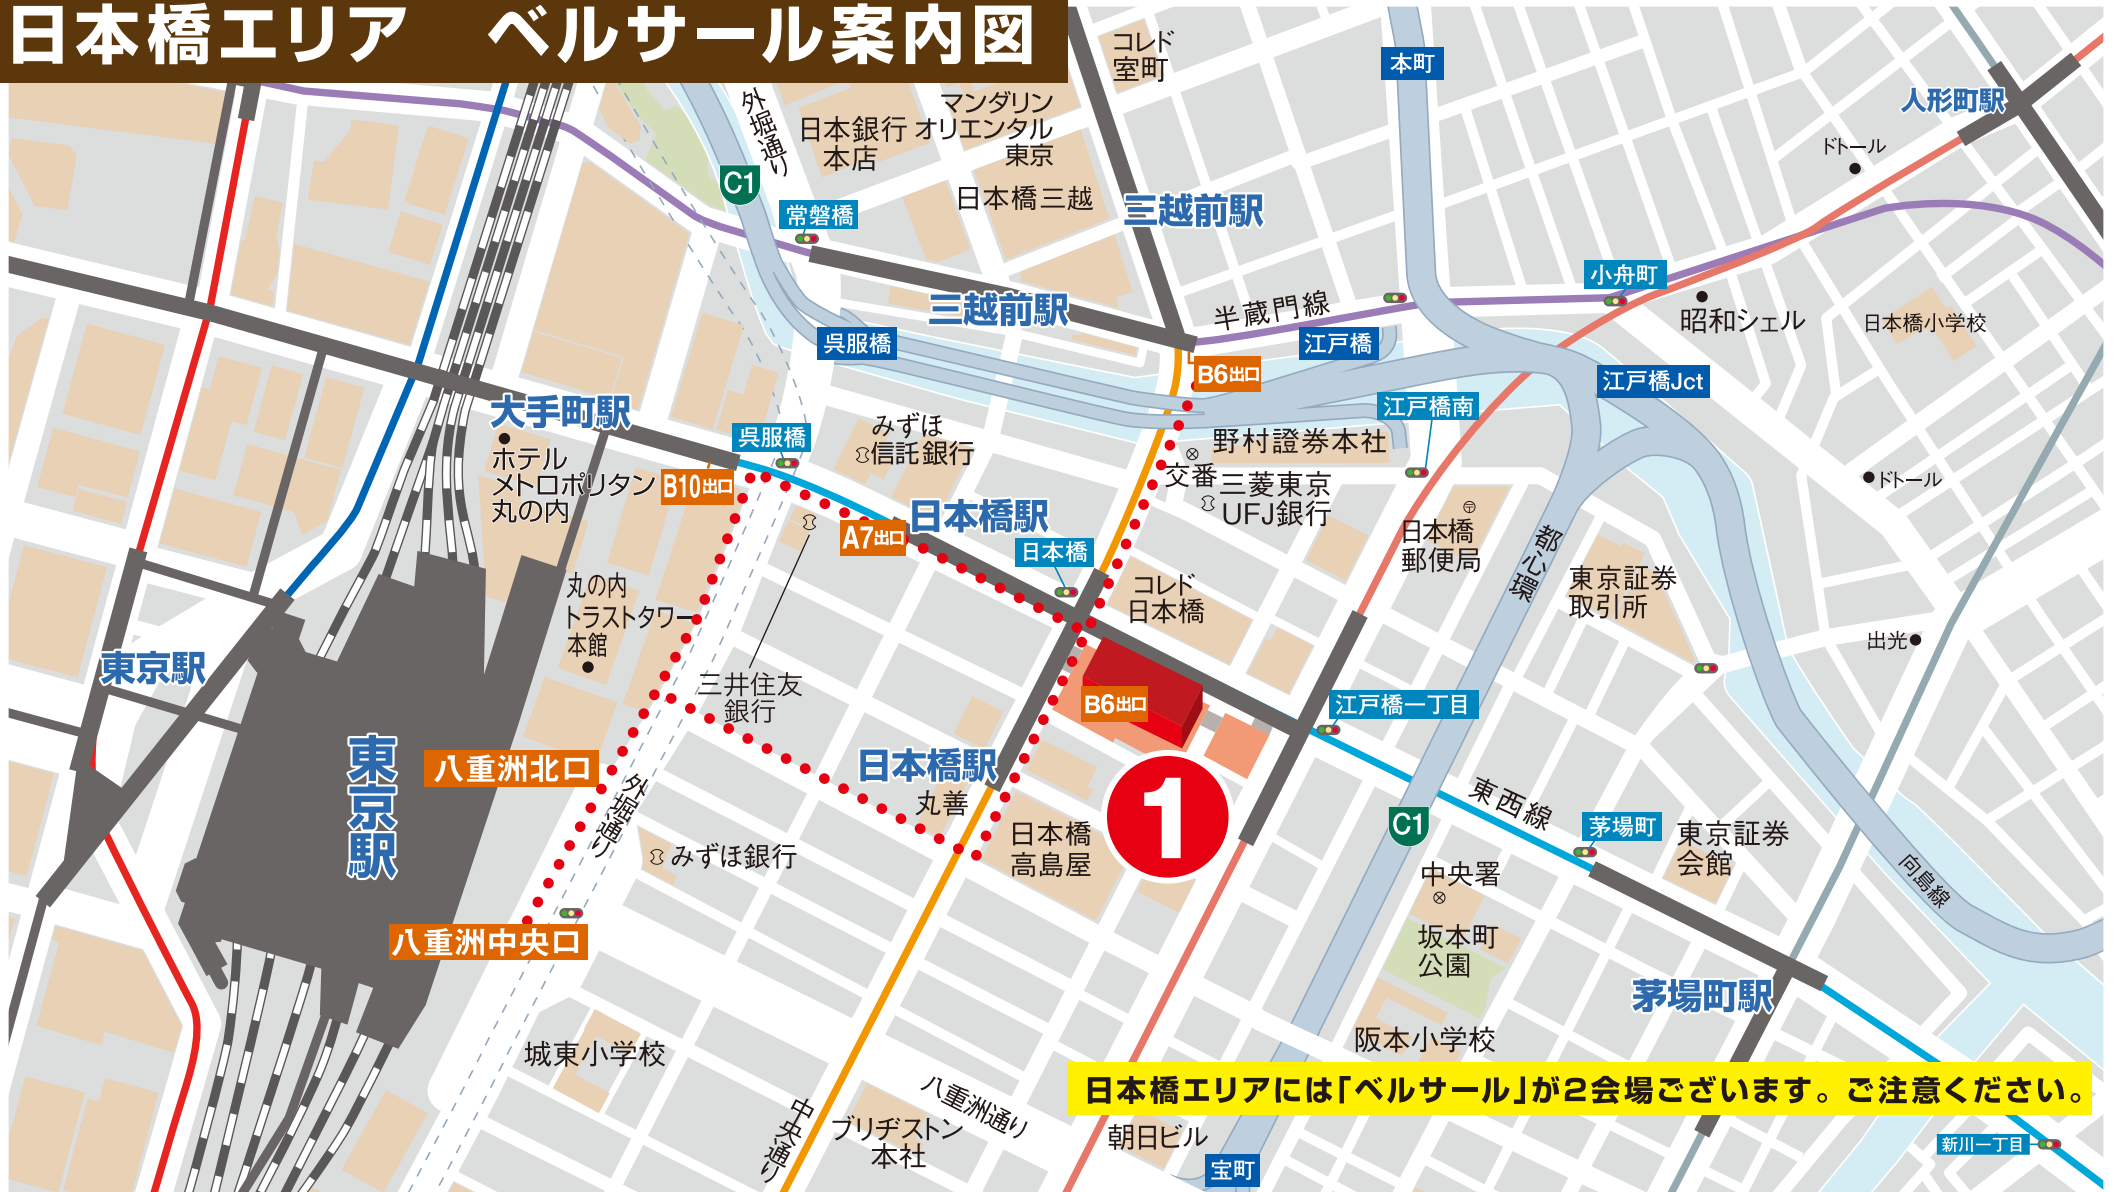 日本橋エリア　ベルサール案内図
コレド
室町
本町
人形町駅
外堀通り
日本銀行
本店
マンダリン
オリエンタル
東京
ドトール
C1
日本橋三越
三越前駅
常磐橋
小舟町
三越前駅
半蔵門線
昭和シェル
日本橋小学校
呉服橋
江戸橋
B6出口
江戸橋Jct
大手町駅
江戸橋南
呉服橋
みずほ
信託銀行
野村證券本社
ホテル
メトロポリタン
丸の内
B10出口
交番
三菱東京
UFJ銀行
ドトール
A7出口
日本橋駅
日本橋
日本橋
郵便局
都心環
丸の内
トラストタワー
本館
コレド
日本橋
東京証券
取引所
出光
東京駅
三井住友
銀行
B6出口
江戸橋一丁目
東京駅
八重洲北口
日本橋駅
丸善
外堀通り
1
東西線
C1
茅場町
東京証券
会館
みずほ銀行
日本橋
高島屋
中央署
向島線
八重洲中央口
坂本町
公園
茅場町駅
城東小学校
阪本小学校
日本橋エリアには「ベルサール」が2会場ございます。ご注意ください。
中央通り
ブリヂストン
本社
八重洲通り
朝日ビル
宝町
新川一丁目